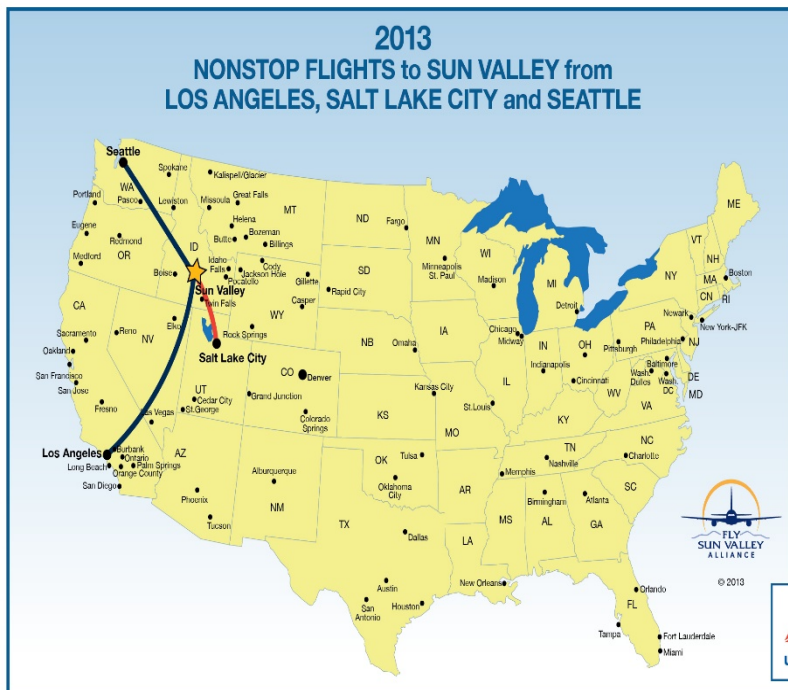 2013
NONSTOP FLIGHTS to SUN VALLEY from
LOS ANGELES, SALT LAKE CITY and SEATTLE
Seattle
Spokane
Kalispell/Glacier
WA
Portland
Pasco
Lewiston
Missoula
Great Falls
MT
ND
Fargo
ME
Eugene
Helena
Bozeman
Butte
Billings
MN
VT
Redmond
OR
ID
Idaho
Falls
Cody
Jackson Hole
Pocatello
Gillette
SD
Rapid City
Minneapolis
St. Paul
WI
Madison
MI
NY
NH
MA
Boston
Medford
Boise
Sun Valley
Twin Falls
Casper
WY
Detroit
CN
RI
CA
NV
Elko
Rock Springs
Salt Lake City
IA
Chicago
Midway
Newark
New York-JFK
PA
Philadelphia
NJ
Sacramento
Reno
Oakland
NB
Omaha
IN
OH
Pittsburgh
Indianapolis
Baltimore
Wash.
Dulles
Wash.
DC
DE
MD
San Francisco
San Jose
UT
CO
Denver
Cedar City
St.George
Grand Junction
Colorado
Springs
Kansas City
KS
IL
St.Louis
Cincinnati
WV
VA
Fresno
Las Vegas
MO
KY
Los Angeles
Burbank
Ontario
Long Beach
Palm Springs
Orange County
San Diego
AZ
Alburquerque
NM
Phoenix
Tucson
OK
Tulsa
Oklahoma
City
AR
TN
Memphis
Nashville
NC
Charlotte
SC
Birmingham
Atlanta
MS
AL
GA
TX
Dallas
LA
New Orleans
Austin
San
Antonio
Houston
FL
Orlando
Tampa
Fort Lauderdale
Miami
FLY
SUN VALLEY
ALLIANCE
© 2013